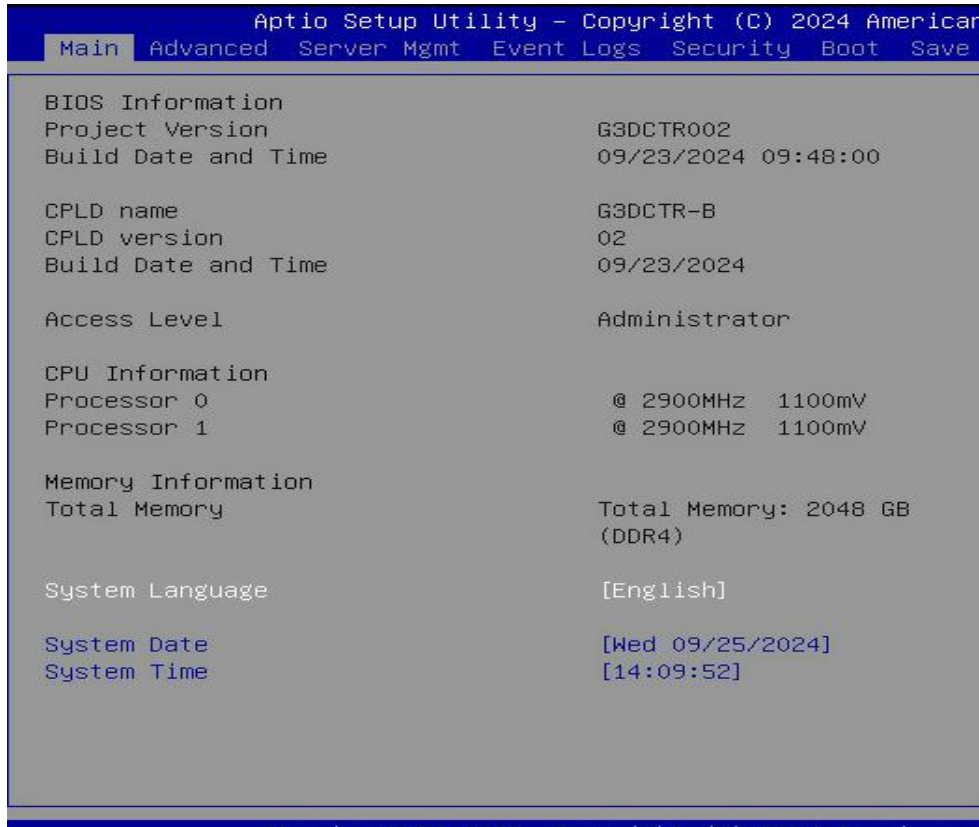 Aptio Setup Utility – Copyright (C) 2024 American
Main Advanced Server Mgmt Event Logs Security Boot Save
BIOS Information
Project Version G3DCTR002
Build Date and Time 09/23/2024 09:48:00
CPLD name G3DCTR-B
CPLD version 02
Build Date and Time 09/23/2024
Access Level Administrator
CPU Information
Processor 0 @ 2900MHz 1100mV
Processor 1 @ 2900MHz 1100mV
Memory Information
Total Memory Total Memory: 2048 GB
(DDR4)
System Language [English]
System Date [Wed 09/25/2024]
System Time [14:09:52]